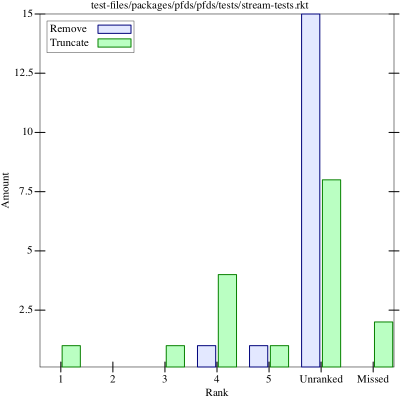 test-files/packages/pfds/pfds/tests/stream-tests.rkt
15
Remove
Truncate
12.5
10
7.5
5
2.5
Amount
1 2 3 4 5 Unranked Missed
Rank